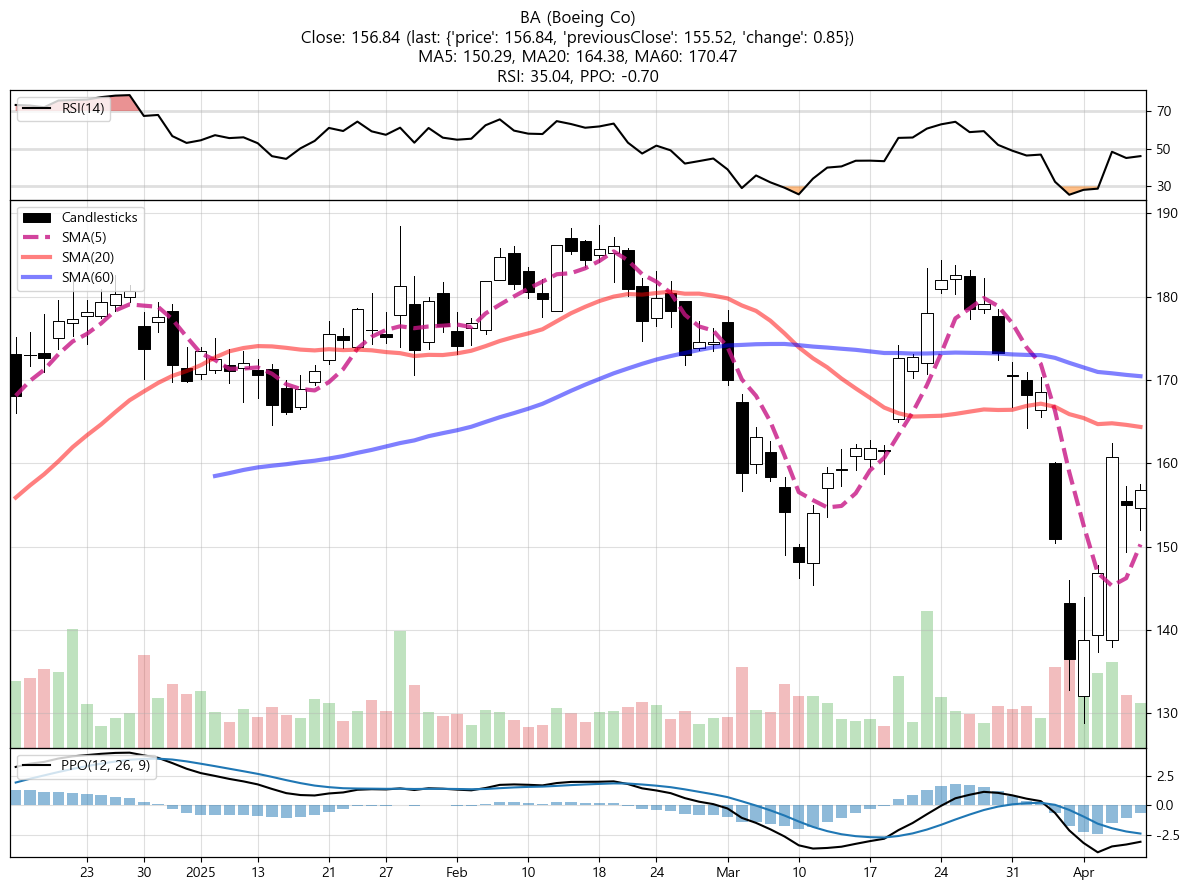 BA (Boeing Co)
Close: 156.84 (last: {'price': 156.84, 'previousClose': 155.52, 'change': 0.85})
MA5: 150.29, MA20: 164.38, MA60: 170.47
RSI: 35.04, PPO: -0.70
RSI(14)
70
50
30
Candlesticks
SMA(5)
SMA(20)
SMA(60)
190
180
170
160
150
140
130
PPO(12, 26, 9)
2.5
0.0
−2.5
23 30 2025 13 21 27 Feb 10 18 24 Mar 10 17 24 31 Apr